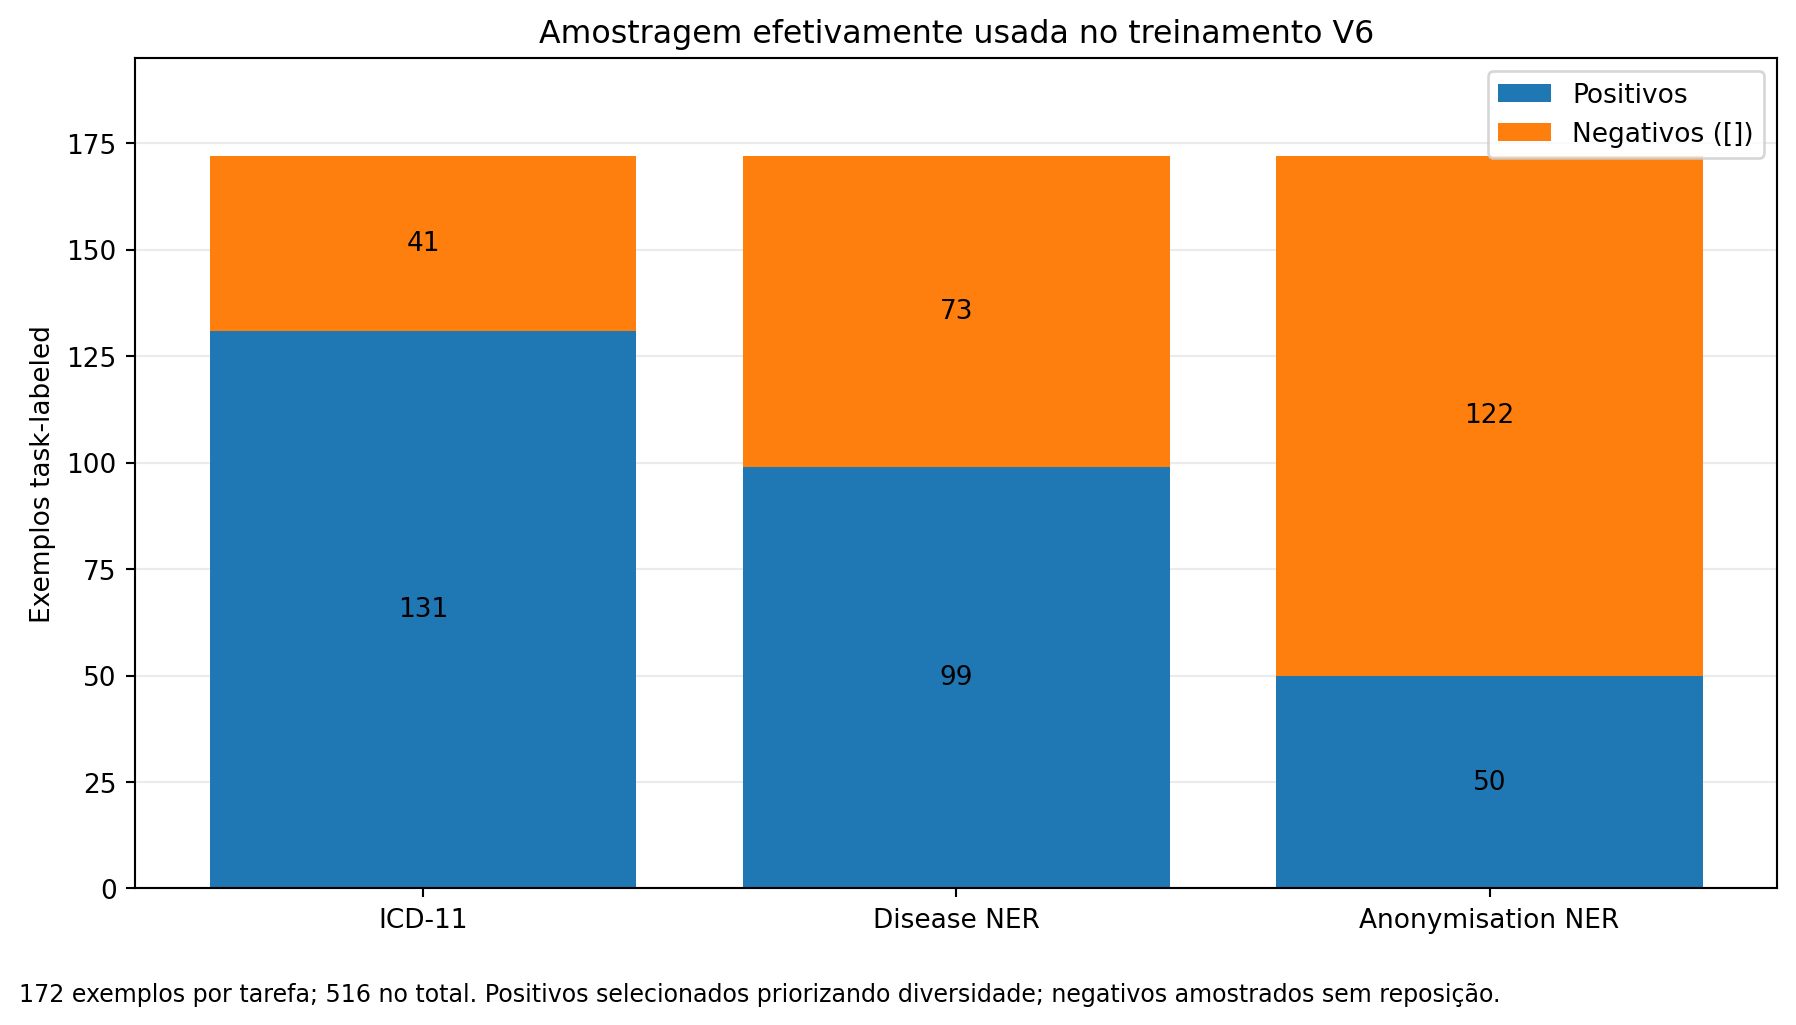 Amostragem efetivamente usada no treinamento V6
Positivos
Negativos ([])
Exemplos task-labeled
175
150
125
100
75
50
25
0
41
131
73
99
122
50
ICD-11
Disease NER
Anonymisation NER
172 exemplos por tarefa; 516 no total. Positivos selecionados priorizando diversidade; negativos amostrados sem reposição.